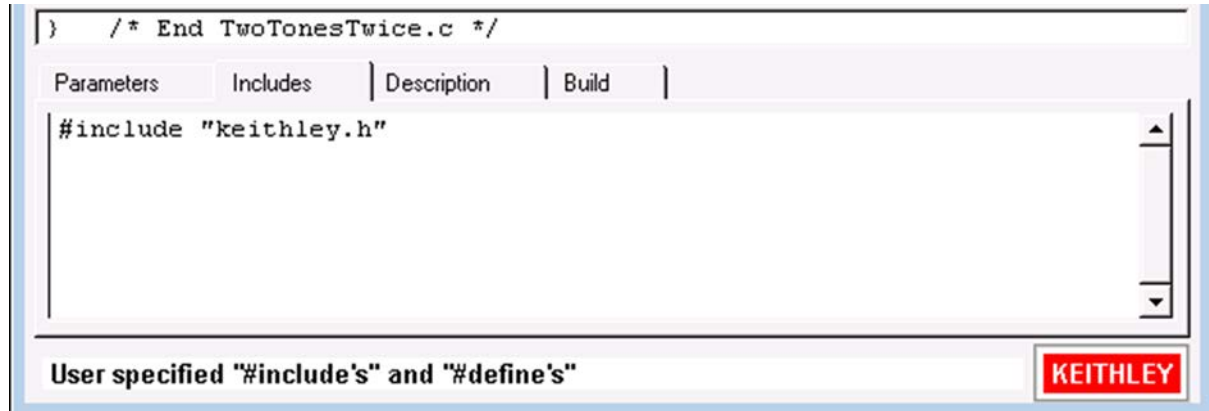 }   /* End TwoTonesTwice.c */
Parameters Includes Description Build
#include "keithley.h"
User specified "#include's" and "#define's"
KEITHLEY